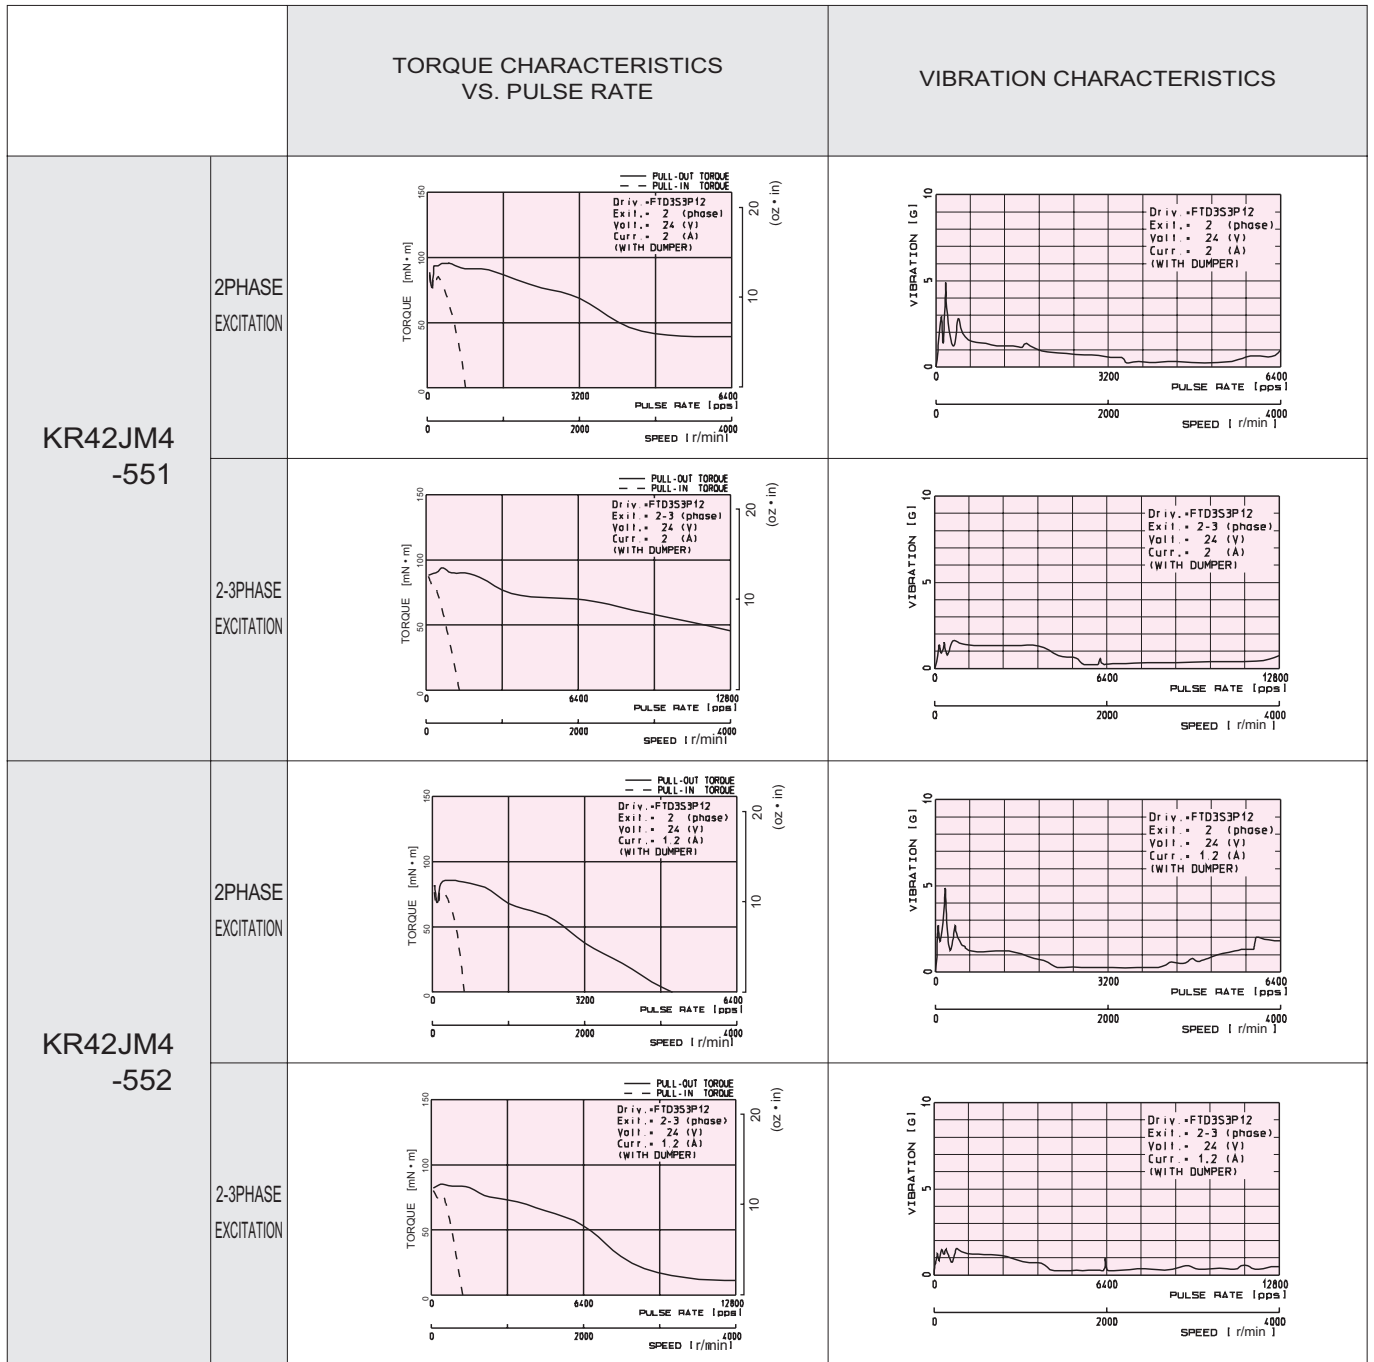 TORQUE CHARACTERISTICS
VS. PULSE RATE
VIBRATION CHARACTERISTICS
KR42JM4
-551
2PHASE
EXCITATION
PULL-OUT TORQUE
PULL-IN TORQUE
Driv.=FTD3S3P12
Exit.= 2 (phase)
Volt.= 24 (V)
Curr.= 2 (A)
(WITH DUMPER)
TORQUE [mN • m]
0 50 100 150
10 20
(oz • in)
0 3200 6400
PULSE RATE [pps]
0 2000 4000
SPEED [ r/min]
Driv.=FTD3S3P12
Exit.= 2 (phase)
Volt.= 24 (V)
Curr.= 2 (A)
(WITH DUMPER)
VIBRATION [G]
0 5 10
0 3200 6400
PULSE RATE [pps]
0 2000 4000
SPEED [ r/min ]
2-3PHASE
EXCITATION
PULL-OUT TORQUE
PULL-IN TORQUE
Driv.=FTD3S3P12
Exit.= 2-3 (phase)
Volt.= 24 (V)
Curr.= 2 (A)
(WITH DUMPER)
TORQUE [mN • m]
0 50 100 150
10 20
(oz • in)
0 6400 12800
PULSE RATE [pps]
0 2000 4000
SPEED [ r/min]
Driv.=FTD3S3P12
Exit.= 2-3 (phase)
Volt.= 24 (V)
Curr.= 2 (A)
(WITH DUMPER)
VIBRATION [G]
0 5 10
0 6400 12800
PULSE RATE [pps]
0 2000 4000
SPEED [ r/min ]
KR42JM4
-552
2PHASE
EXCITATION
PULL-OUT TORQUE
PULL-IN TORQUE
Driv.=FTD3S3P12
Exit.= 2 (phase)
Volt.= 24 (V)
Curr.= 1.2 (A)
(WITH DUMPER)
TORQUE [mN • m]
0 50 100 150
10 20
(oz • in)
0 3200 6400
PULSE RATE [pps]
0 2000 4000
SPEED [ r/min]
Driv.=FTD3S3P12
Exit.= 2 (phase)
Volt.= 24 (V)
Curr.= 1.2 (A)
(WITH DUMPER)
VIBRATION [G]
0 5 10
0 3200 6400
PULSE RATE [pps]
0 2000 4000
SPEED [ r/min ]
2-3PHASE
EXCITATION
PULL-OUT TORQUE
PULL-IN TORQUE
Driv.=FTD3S3P12
Exit.= 2-3 (phase)
Volt.= 24 (V)
Curr.= 1.2 (A)
(WITH DUMPER)
TORQUE [mN • m]
0 50 100 150
10 20
(oz • in)
0 6400 12800
PULSE RATE [pps]
0 2000 4000
SPEED [ r/min]
Driv.=FTD3S3P12
Exit.= 2-3 (phase)
Volt.= 24 (V)
Curr.= 1.2 (A)
(WITH DUMPER)
VIBRATION [G]
0 5 10
0 6400 12800
PULSE RATE [pps]
0 2000 4000
SPEED [ r/min ]